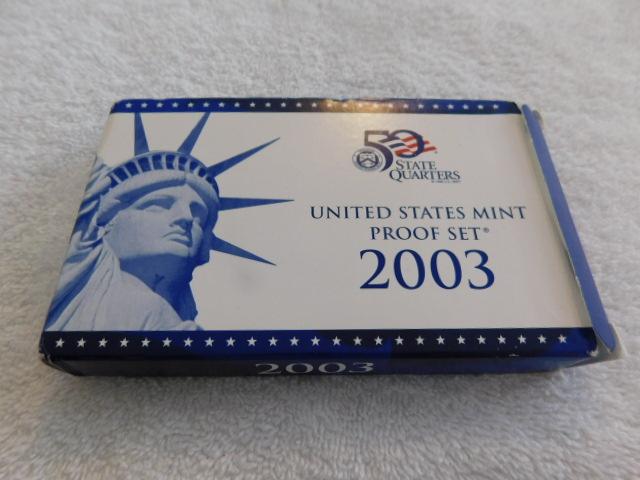 50
STATE
QUARTERS
UNITED STATES MINT
PROOF SET®
2003
2003